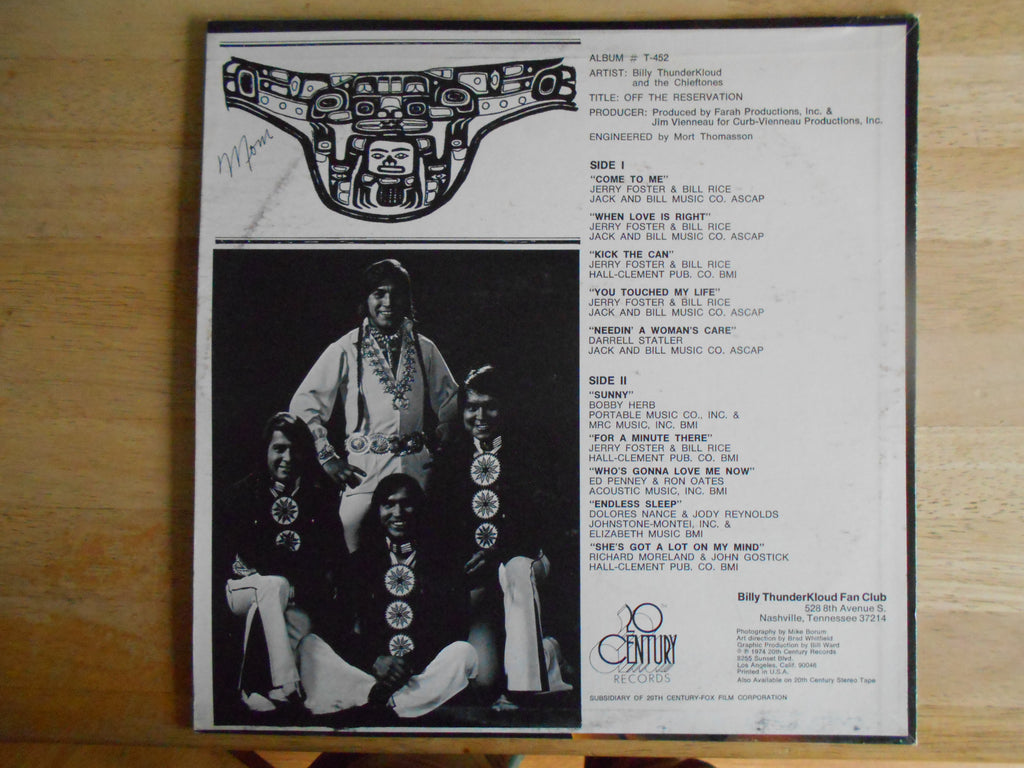 Mom
ALBUM # T-452
ARTIST: Billy ThunderKloud
and the Chieftones
TITLE: OFF THE RESERVATION
PRODUCER: Produced by Farah Productions, Inc. &
Jim Vienneau for Curb-Vienneau Productions, Inc.
ENGINEERED by Mort Thomasson
SIDE I
"COME TO ME"
JERRY FOSTER & BILL RICE
JACK AND BILL MUSIC CO. ASCAP
"WHEN LOVE IS RIGHT"
JERRY FOSTER & BILL RICE
JACK AND BILL MUSIC CO. ASCAP
"KICK THE CAN"
JERRY FOSTER & BILL RICE
HALL-CLEMENT PUB. CO. BMI
"YOU TOUCHED MY LIFE"
JERRY FOSTER & BILL RICE
JACK AND BILL MUSIC CO. ASCAP
"NEEDIN' A WOMAN'S CARE"
DARRELL STATLER
JACK AND BILL MUSIC CO. ASCAP
SIDE II
"SUNNY"
BOBBY HERB
PORTABLE MUSIC CO., INC. &
MRC MUSIC, INC. BMI
"FOR A MINUTE THERE"
JERRY FOSTER & BILL RICE
HALL-CLEMENT PUB. CO. BMI
"WHO'S GONNA LOVE ME NOW"
ED PENNEY & RON OATES
ACOUSTIC MUSIC, INC. BMI
"ENDLESS SLEEP"
DOLORES NANCE & JODY REYNOLDS
JOHNSTONE-MONTEI, INC. &
ELIZABETH MUSIC BMI
"SHE'S GOT A LOT ON MY MIND"
RICHARD MORELAND & JOHN GOSTICK
HALL-CLEMENT PUB. CO. BMI
Billy ThunderKloud Fan Club
528 8th Avenue S.
Nashville, Tennessee 37214
Photography by Mike Borum
Art direction by Brad Whitfield
Graphic Production by Bill Ward
© ℗ 1974 20th Century Records
8255 Sunset Blvd.
Los Angeles, Calif. 90046
Printed in U.S.A.
Also Available on 20th Century Stereo Tape
20TH
CENTURY
RECORDS
SUBSIDIARY OF 20TH CENTURY-FOX FILM CORPORATION